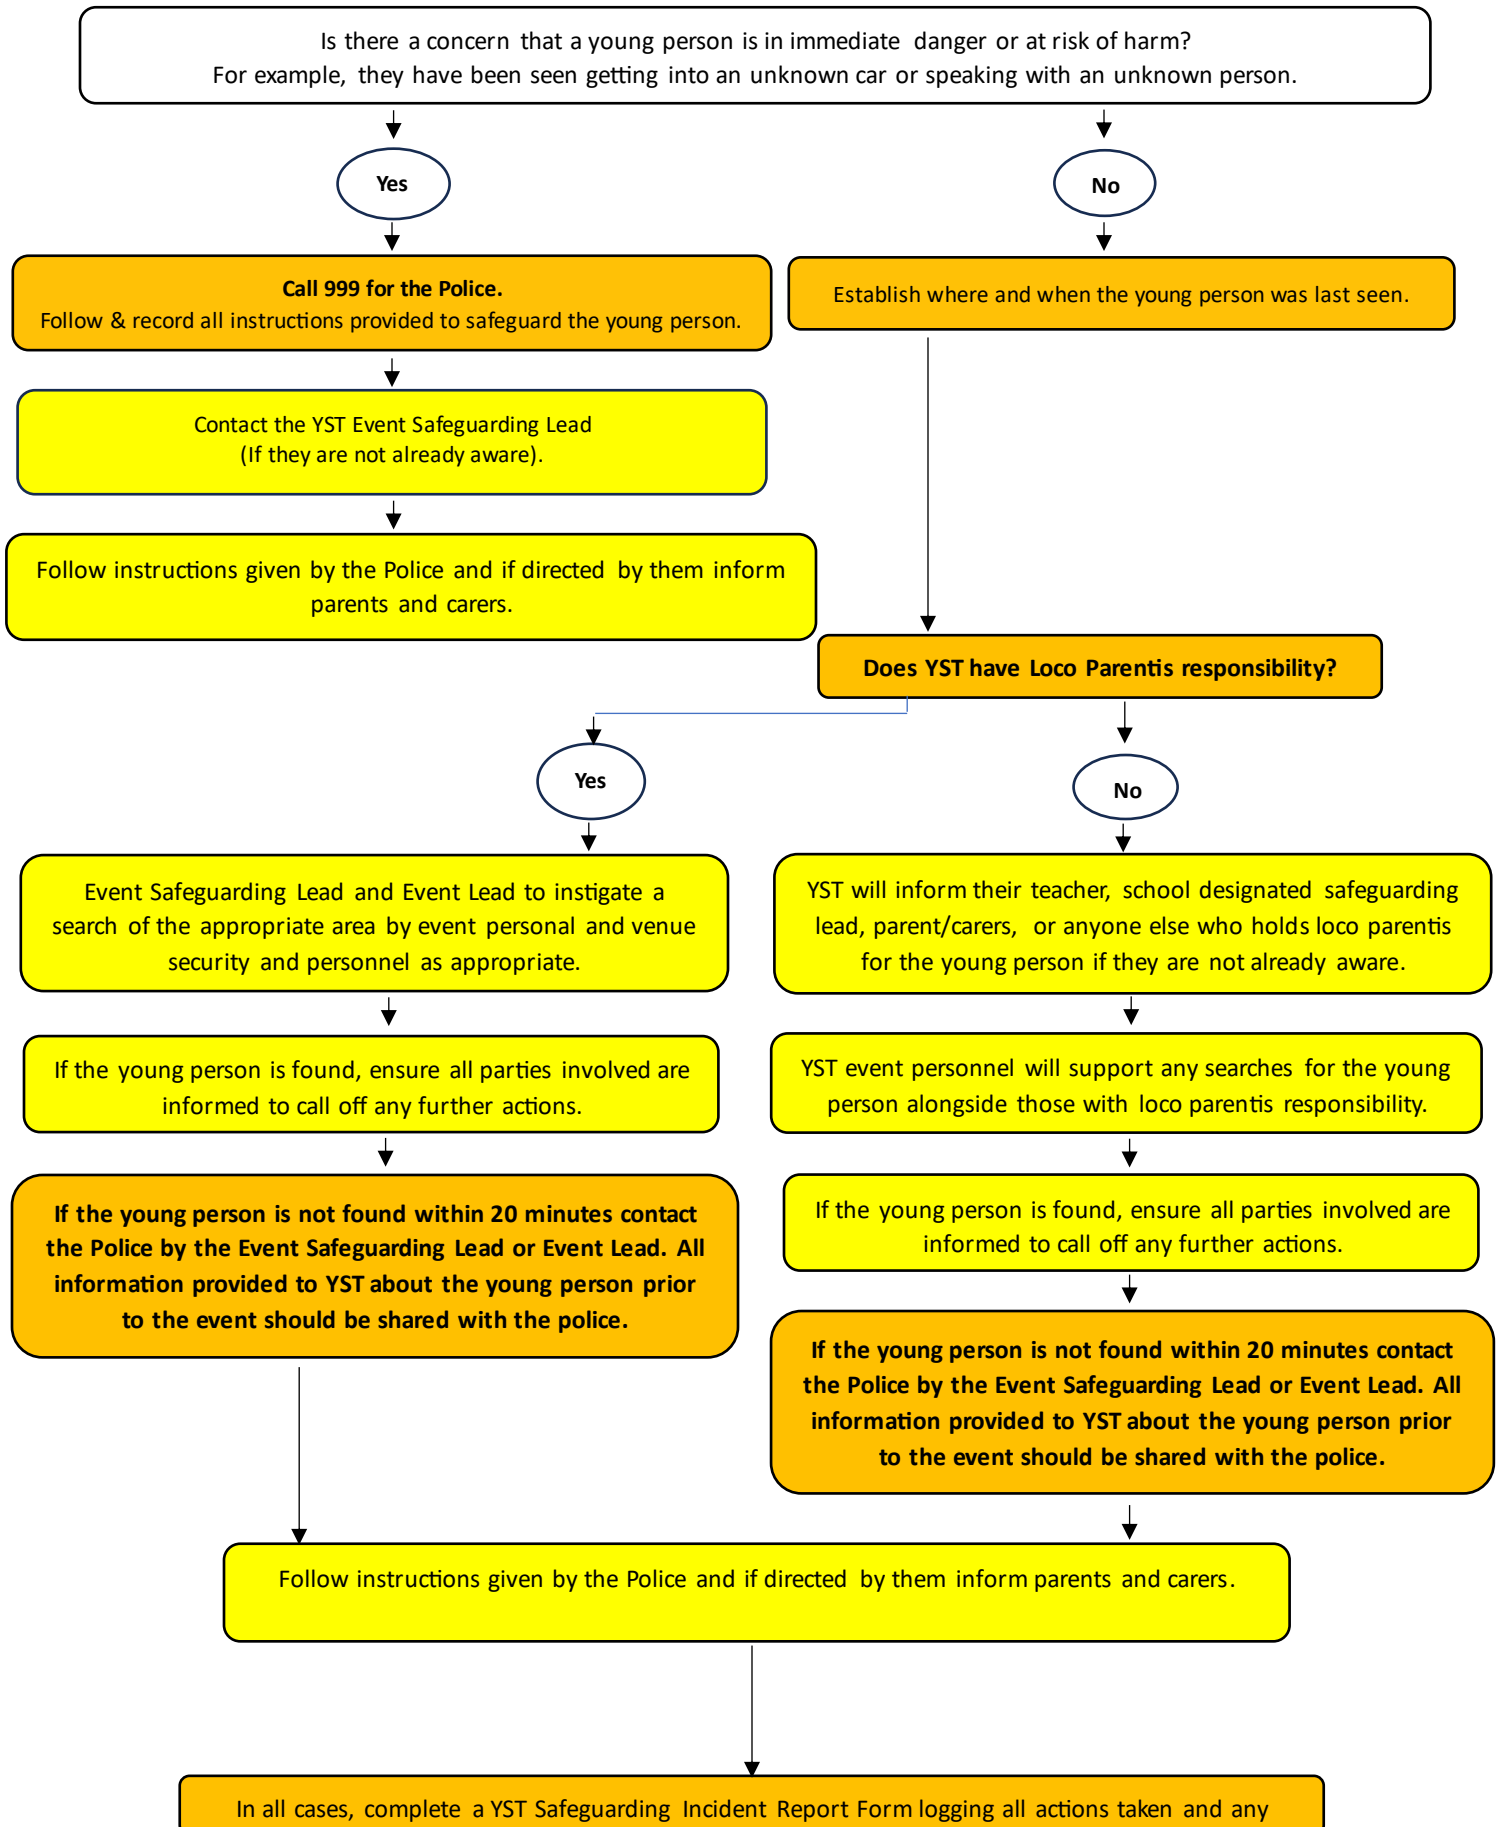 Is there a concern that a young person is in immediate danger or at risk of harm?
For example, they have been seen getting into an unknown car or speaking with an unknown person.
Yes
No
Call 999 for the Police.
Follow & record all instructions provided to safeguard the young person.
Establish where and when the young person was last seen.
Contact the YST Event Safeguarding Lead
(If they are not already aware).
Follow instructions given by the Police and if directed by them inform
parents and carers.
Does YST have Loco Parentis responsibility?
Yes
No
Event Safeguarding Lead and Event Lead to instigate a
search of the appropriate area by event personal and venue
security and personnel as appropriate.
If the young person is found, ensure all parties involved are
informed to call off any further actions.
If the young person is not found within 20 minutes contact
the Police by the Event Safeguarding Lead or Event Lead. All
information provided to YST about the young person prior
to the event should be shared with the police.
YST will inform their teacher, school designated safeguarding
lead, parent/carers, or anyone else who holds loco parentis
for the young person if they are not already aware.
YST event personnel will support any searches for the young
person alongside those with loco parentis responsibility.
If the young person is found, ensure all parties involved are
informed to call off any further actions.
If the young person is not found within 20 minutes contact
the Police by the Event Safeguarding Lead or Event Lead. All
information provided to YST about the young person prior
to the event should be shared with the police.
Follow instructions given by the Police and if directed by them inform parents and carers.
In all cases, complete a YST Safeguarding Incident Report Form logging all actions taken and any